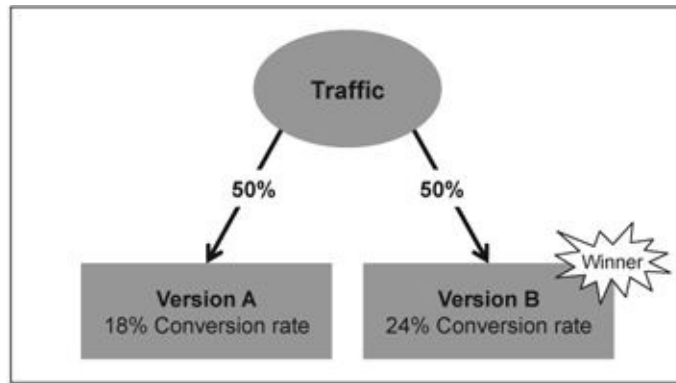 Traffic
50%
50%
Winner
Version A
18% Conversion rate
Version B
24% Conversion rate